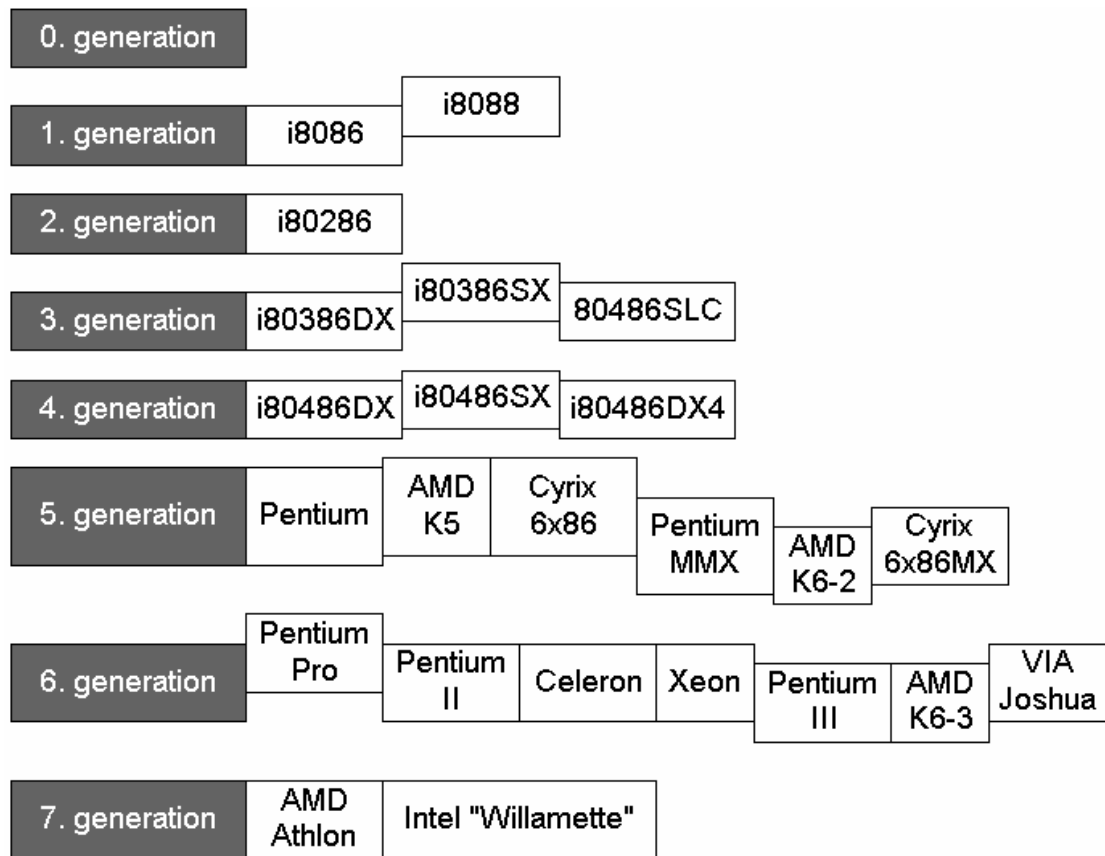 0. generation
1. generation
i8086
i8088
2. generation
i80286
3. generation
i80386DX
i80386SX
80486SLC
4. generation
i80486DX
i80486SX
i80486DX4
5. generation
Pentium
AMD
K5
Cyrix
6x86
Pentium
MMX
AMD
K6-2
Cyrix
6x86MX
6. generation
Pentium
Pro
Pentium
II
Celeron
Xeon
Pentium
III
AMD
K6-3
VIA
Joshua
7. generation
AMD
Athlon
Intel "Willamette"